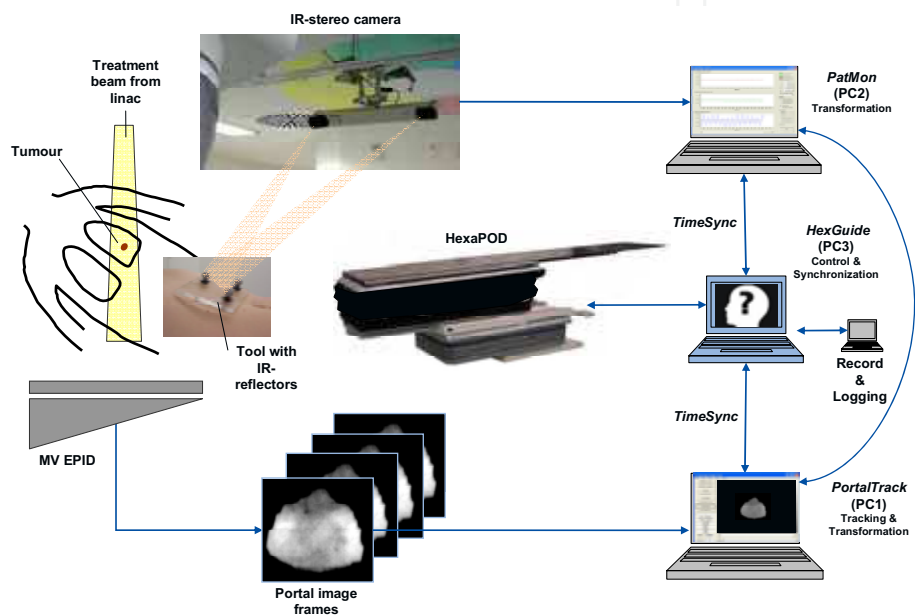 IR-stereo camera
Treatment
beam from
linac
Tumour
PatMon
(PC2)
Transformation
TimeSync
HexGuide
(PC3)
Control &
Synchronization
HexaPOD
?
Tool with
IR-
reflectors
Record
&
Logging
TimeSync
MV EPID
PortalTrack
(PC1)
Tracking &
Transformation
Portal image
frames